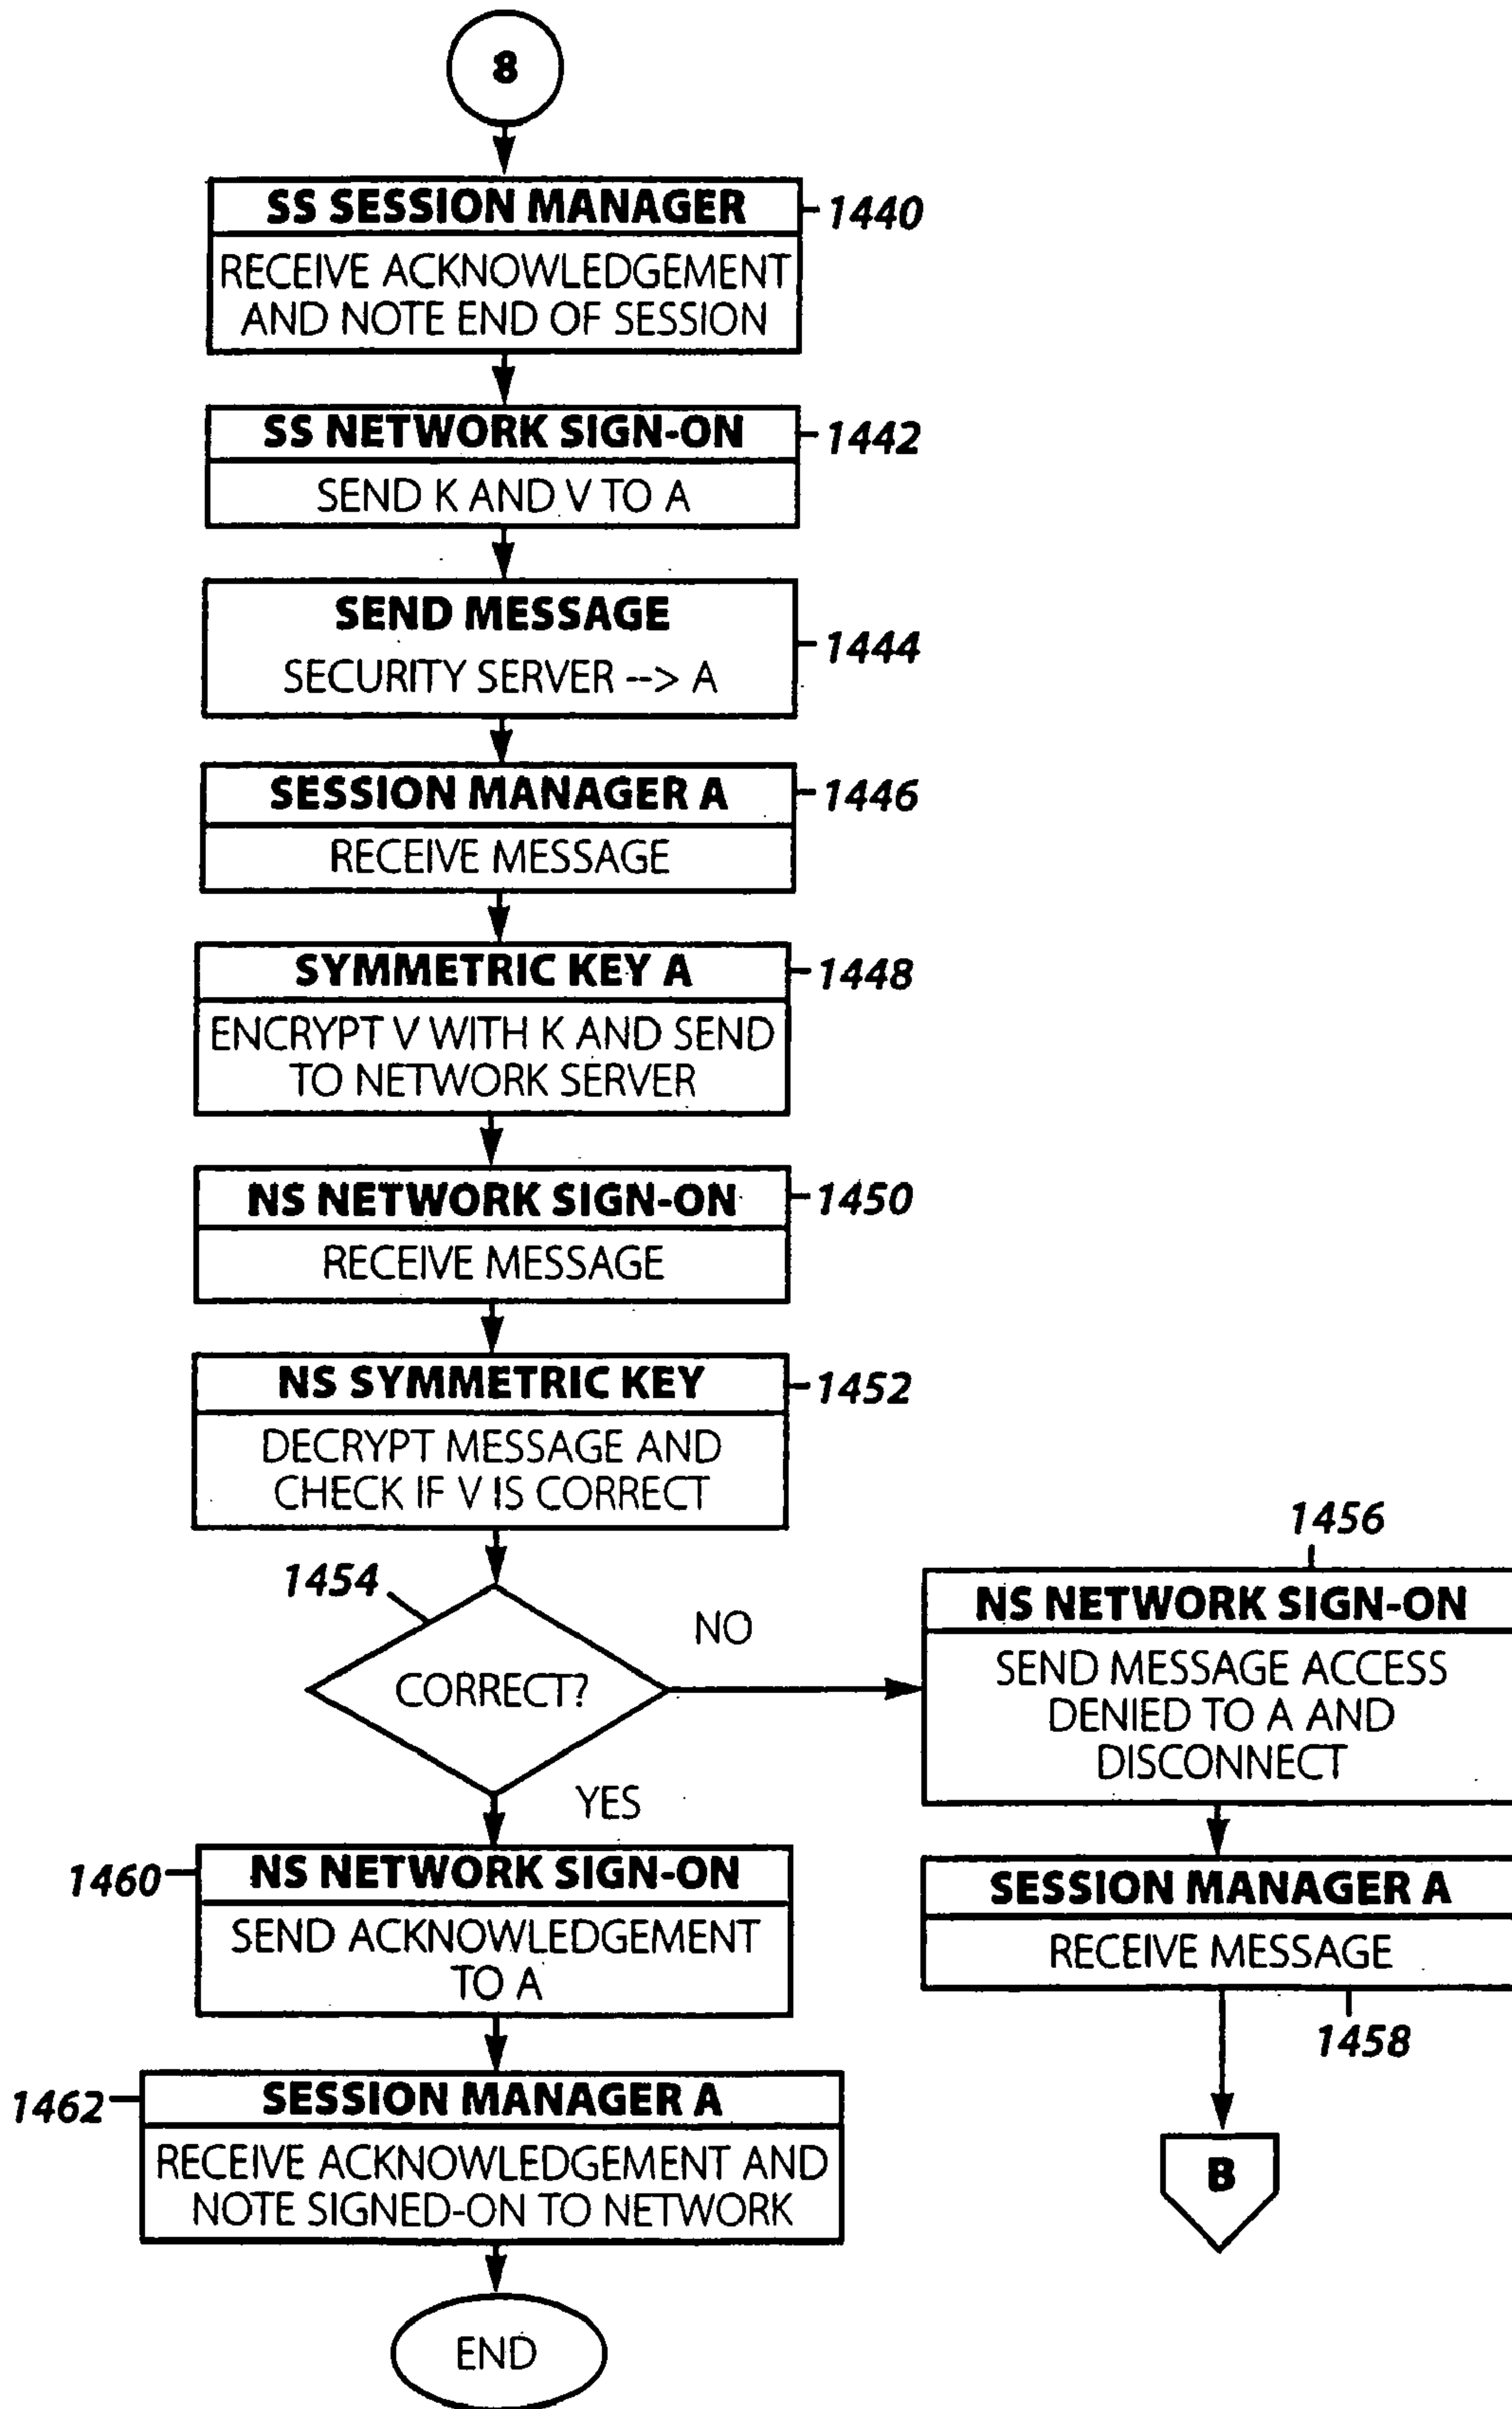 8
SS SESSION MANAGER
1440
RECEIVE ACKNOWLEDGEMENT
AND NOTE END OF SESSION
SS NETWORK SIGN-ON
1442
SEND K AND V TO A
SEND MESSAGE
1444
SECURITY SERVER --> A
SESSION MANAGER A
1446
RECEIVE MESSAGE
SYMMETRIC KEY A
1448
ENCRYPT V WITH K AND SEND
TO NETWORK SERVER
NS NETWORK SIGN-ON
1450
RECEIVE MESSAGE
NS SYMMETRIC KEY
1452
DECRYPT MESSAGE AND
CHECK IF V IS CORRECT
1454
CORRECT?
NO
YES
1456
NS NETWORK SIGN-ON
SEND MESSAGE ACCESS
DENIED TO A AND
DISCONNECT
SESSION MANAGER A
RECEIVE MESSAGE
1458
B
1460
NS NETWORK SIGN-ON
SEND ACKNOWLEDGEMENT
TO A
1462
SESSION MANAGER A
RECEIVE ACKNOWLEDGEMENT AND
NOTE SIGNED-ON TO NETWORK
END